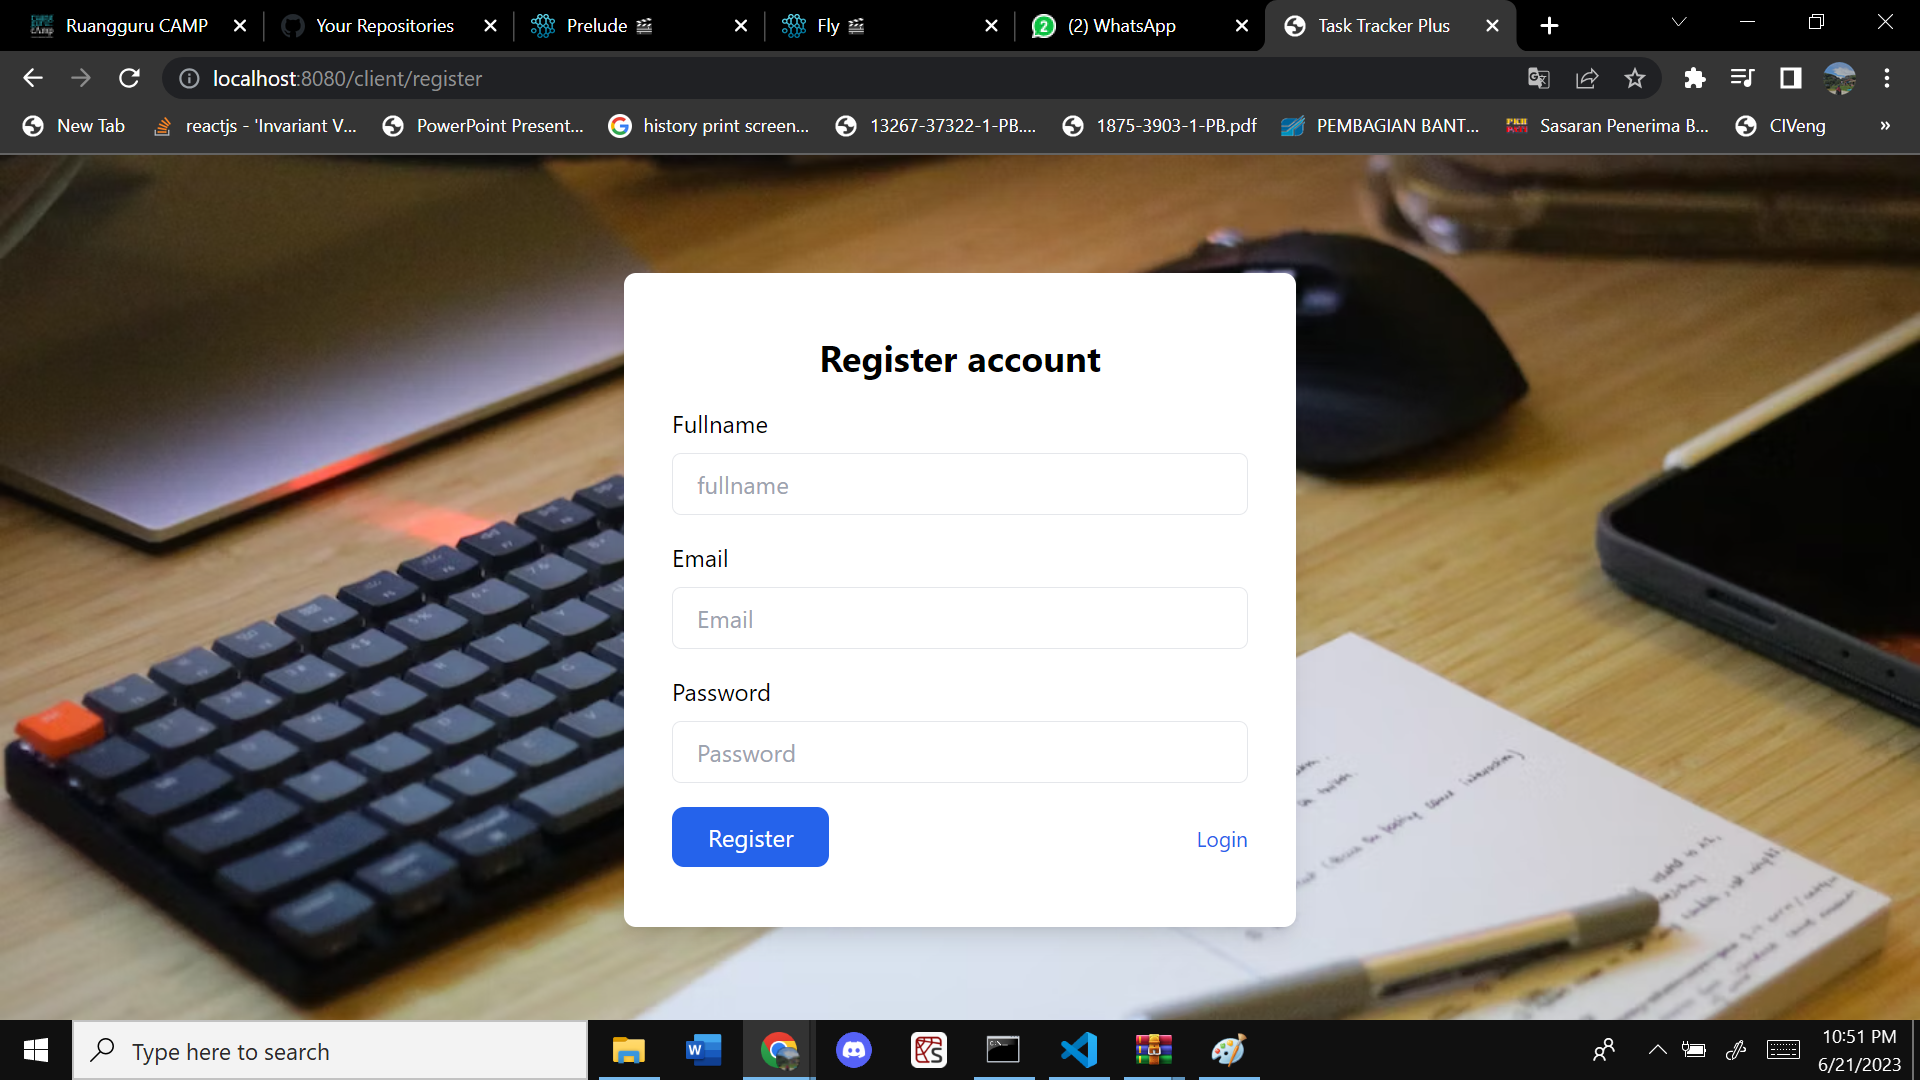 Ruangguru CAMP
Your Repositories
Prelude
Fly
(2) WhatsApp
Task Tracker Plus
localhost:8080/client/register
New Tab
reactjs - 'Invariant V...
PowerPoint Present...
history print screen...
13267-37322-1-PB....
1875-3903-1-PB.pdf
PEMBAGIAN BANT...
Sasaran Penerima B...
CIVeng
»
Register account
Fullname
fullname
Email
Email
Password
Password
Register
Login
Type here to search
10:51 PM
6/21/2023